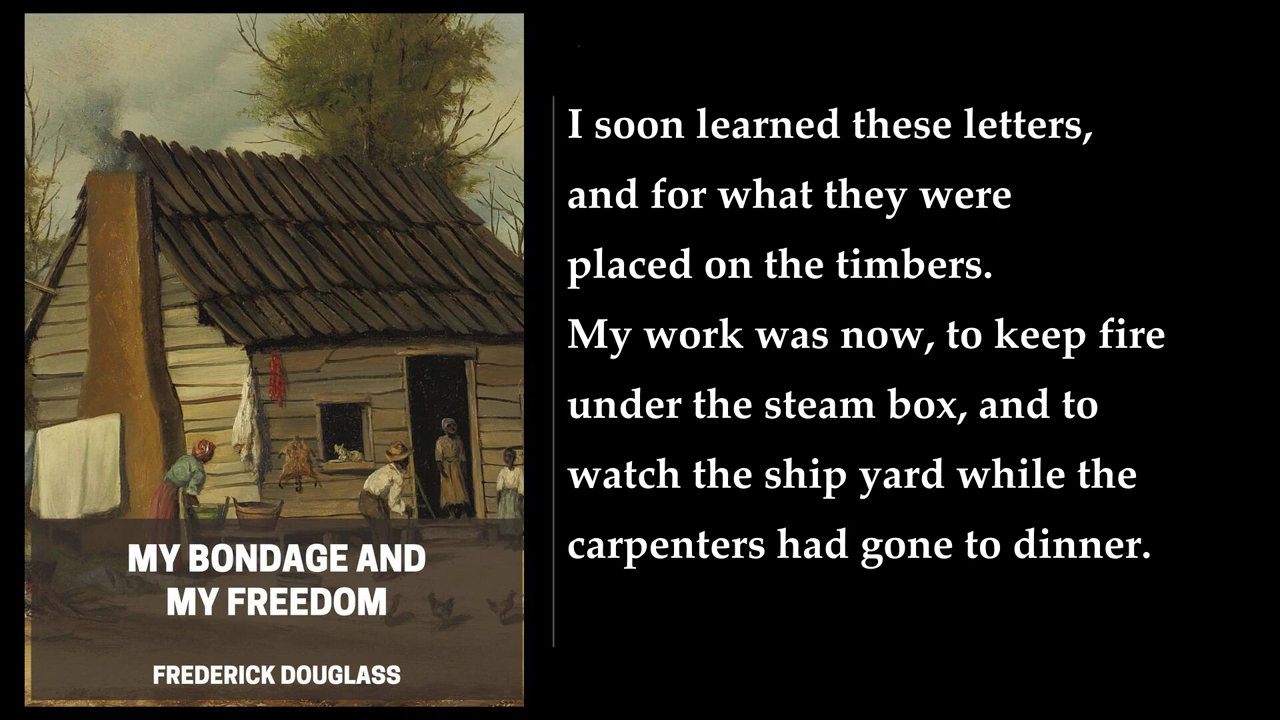 MY BONDAGE AND
MY FREEDOM
FREDERICK DOUGLASS
I soon learned these letters,
and for what they were
placed on the timbers.
My work was now, to keep fire
under the steam box, and to
watch the ship yard while the
carpenters had gone to dinner.